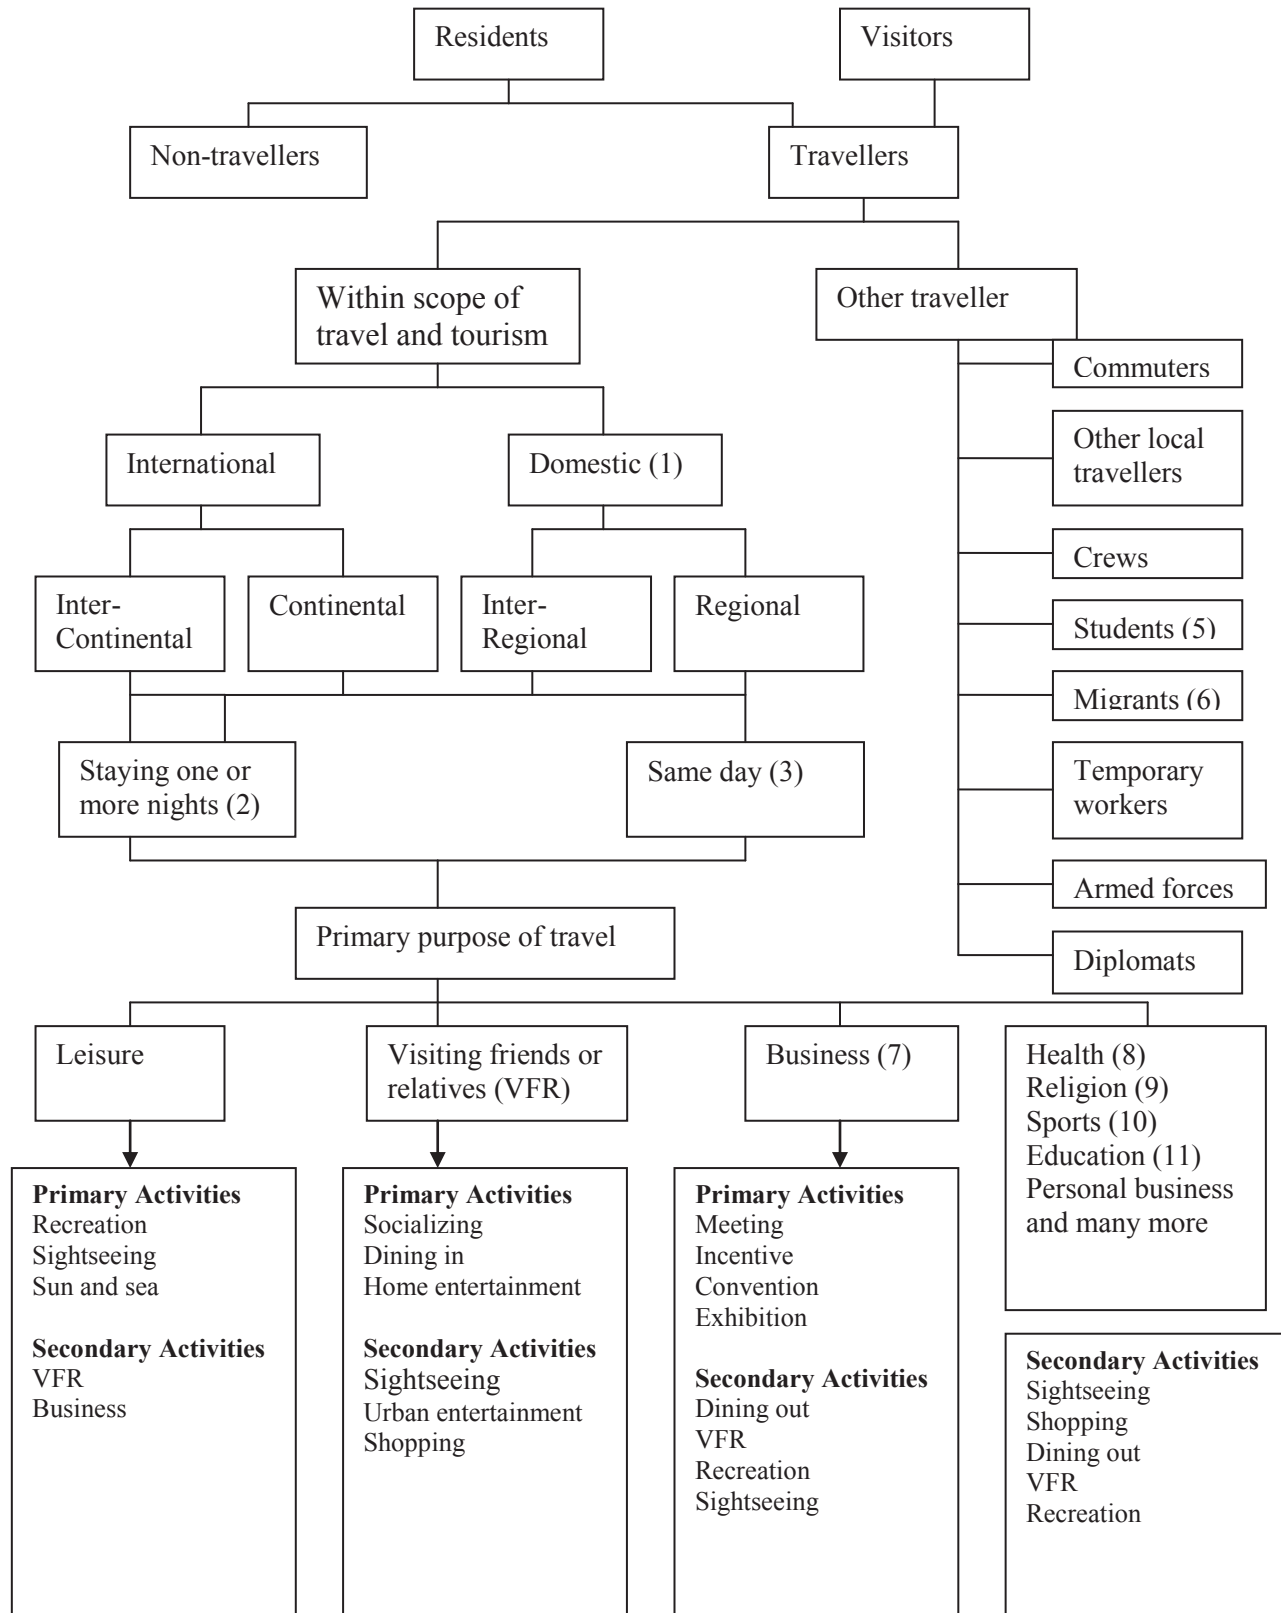 Residents
Visitors
Non-travellers
Travellers
Within scope of
travel and tourism
Other traveller
Commuters
Other local
travellers
Crews
Students (5)
Migrants (6)
Temporary
workers
Armed forces
Diplomats
International
Domestic (1)
Inter-
Continental
Continental
Inter-
Regional
Regional
Staying one or
more nights (2)
Same day (3)
Primary purpose of travel
Leisure
Visiting friends or
relatives (VFR)
Business (7)
Health (8)
Religion (9)
Sports (10)
Education (11)
Personal business
and many more
Primary Activities
Recreation
Sightseeing
Sun and sea
Secondary Activities
VFR
Business
Primary Activities
Socializing
Dining in
Home entertainment
Secondary Activities
Sightseeing
Urban entertainment
Shopping
Primary Activities
Meeting
Incentive
Convention
Exhibition
Secondary Activities
Dining out
VFR
Recreation
Sightseeing
Secondary Activities
Sightseeing
Shopping
Dining out
VFR
Recreation